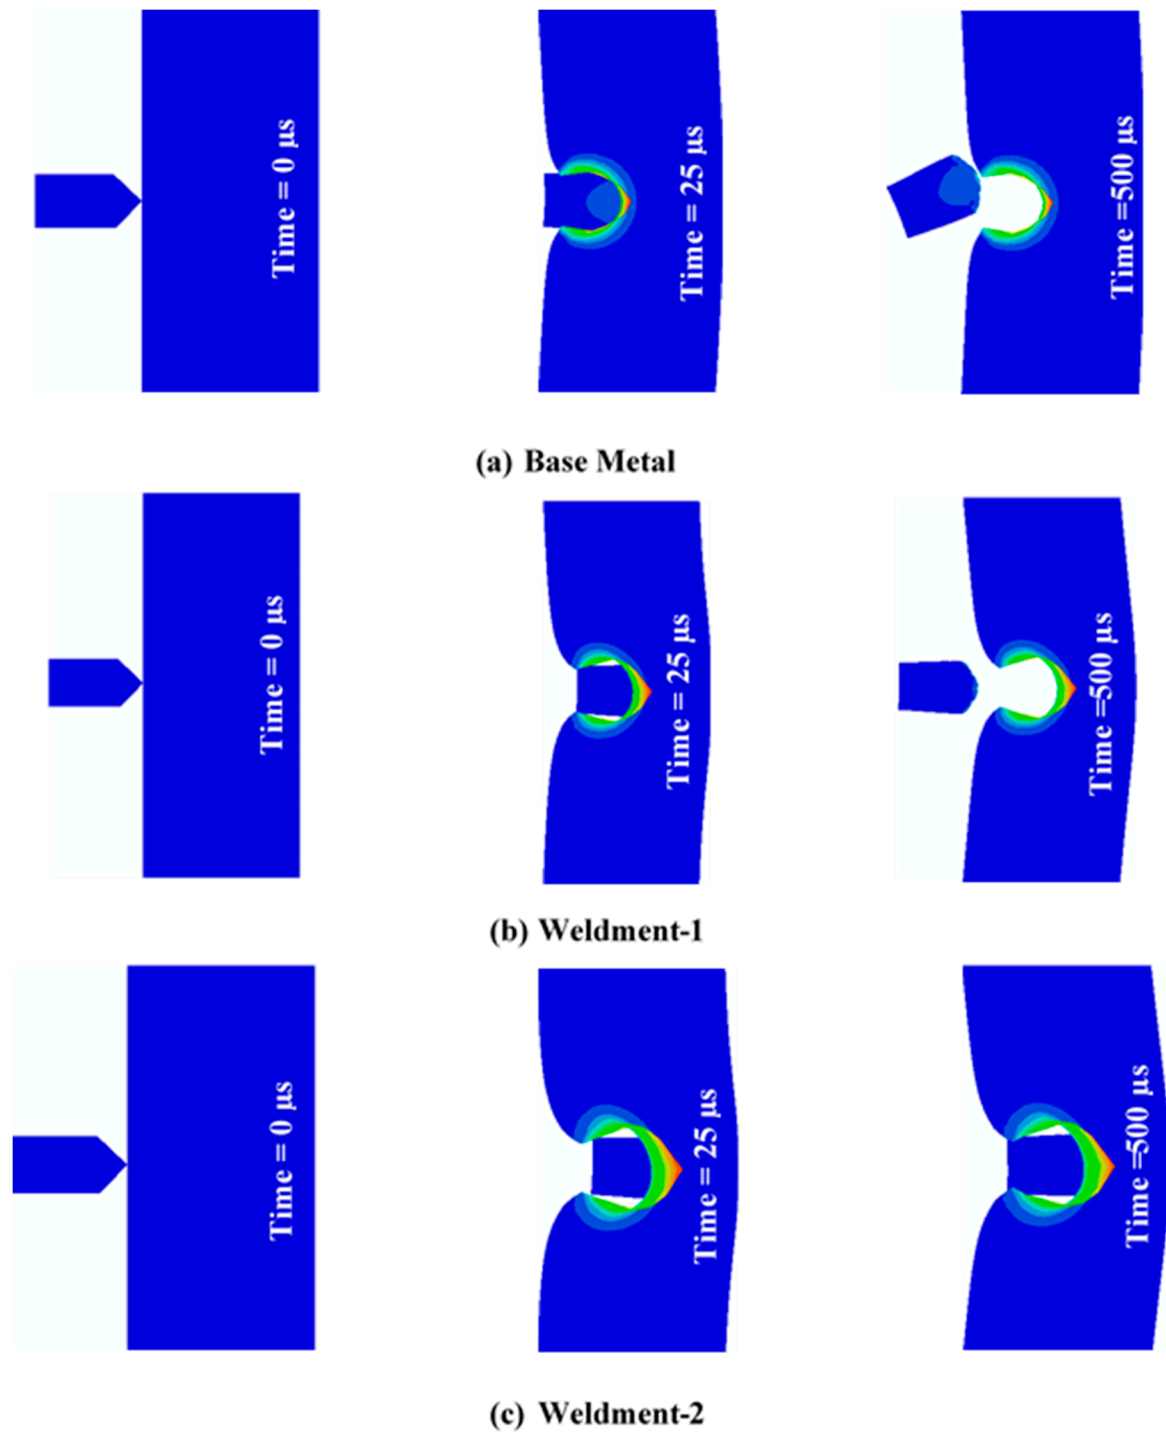 Time = 0 µs
Time = 25 µs
Time =500 µs
(a) Base Metal
Time = 0 µs
Time = 25 µs
Time =500 µs
(b) Weldment-1
Time = 0 µs
Time = 25 µs
Time =500 µs
(c) Weldment-2